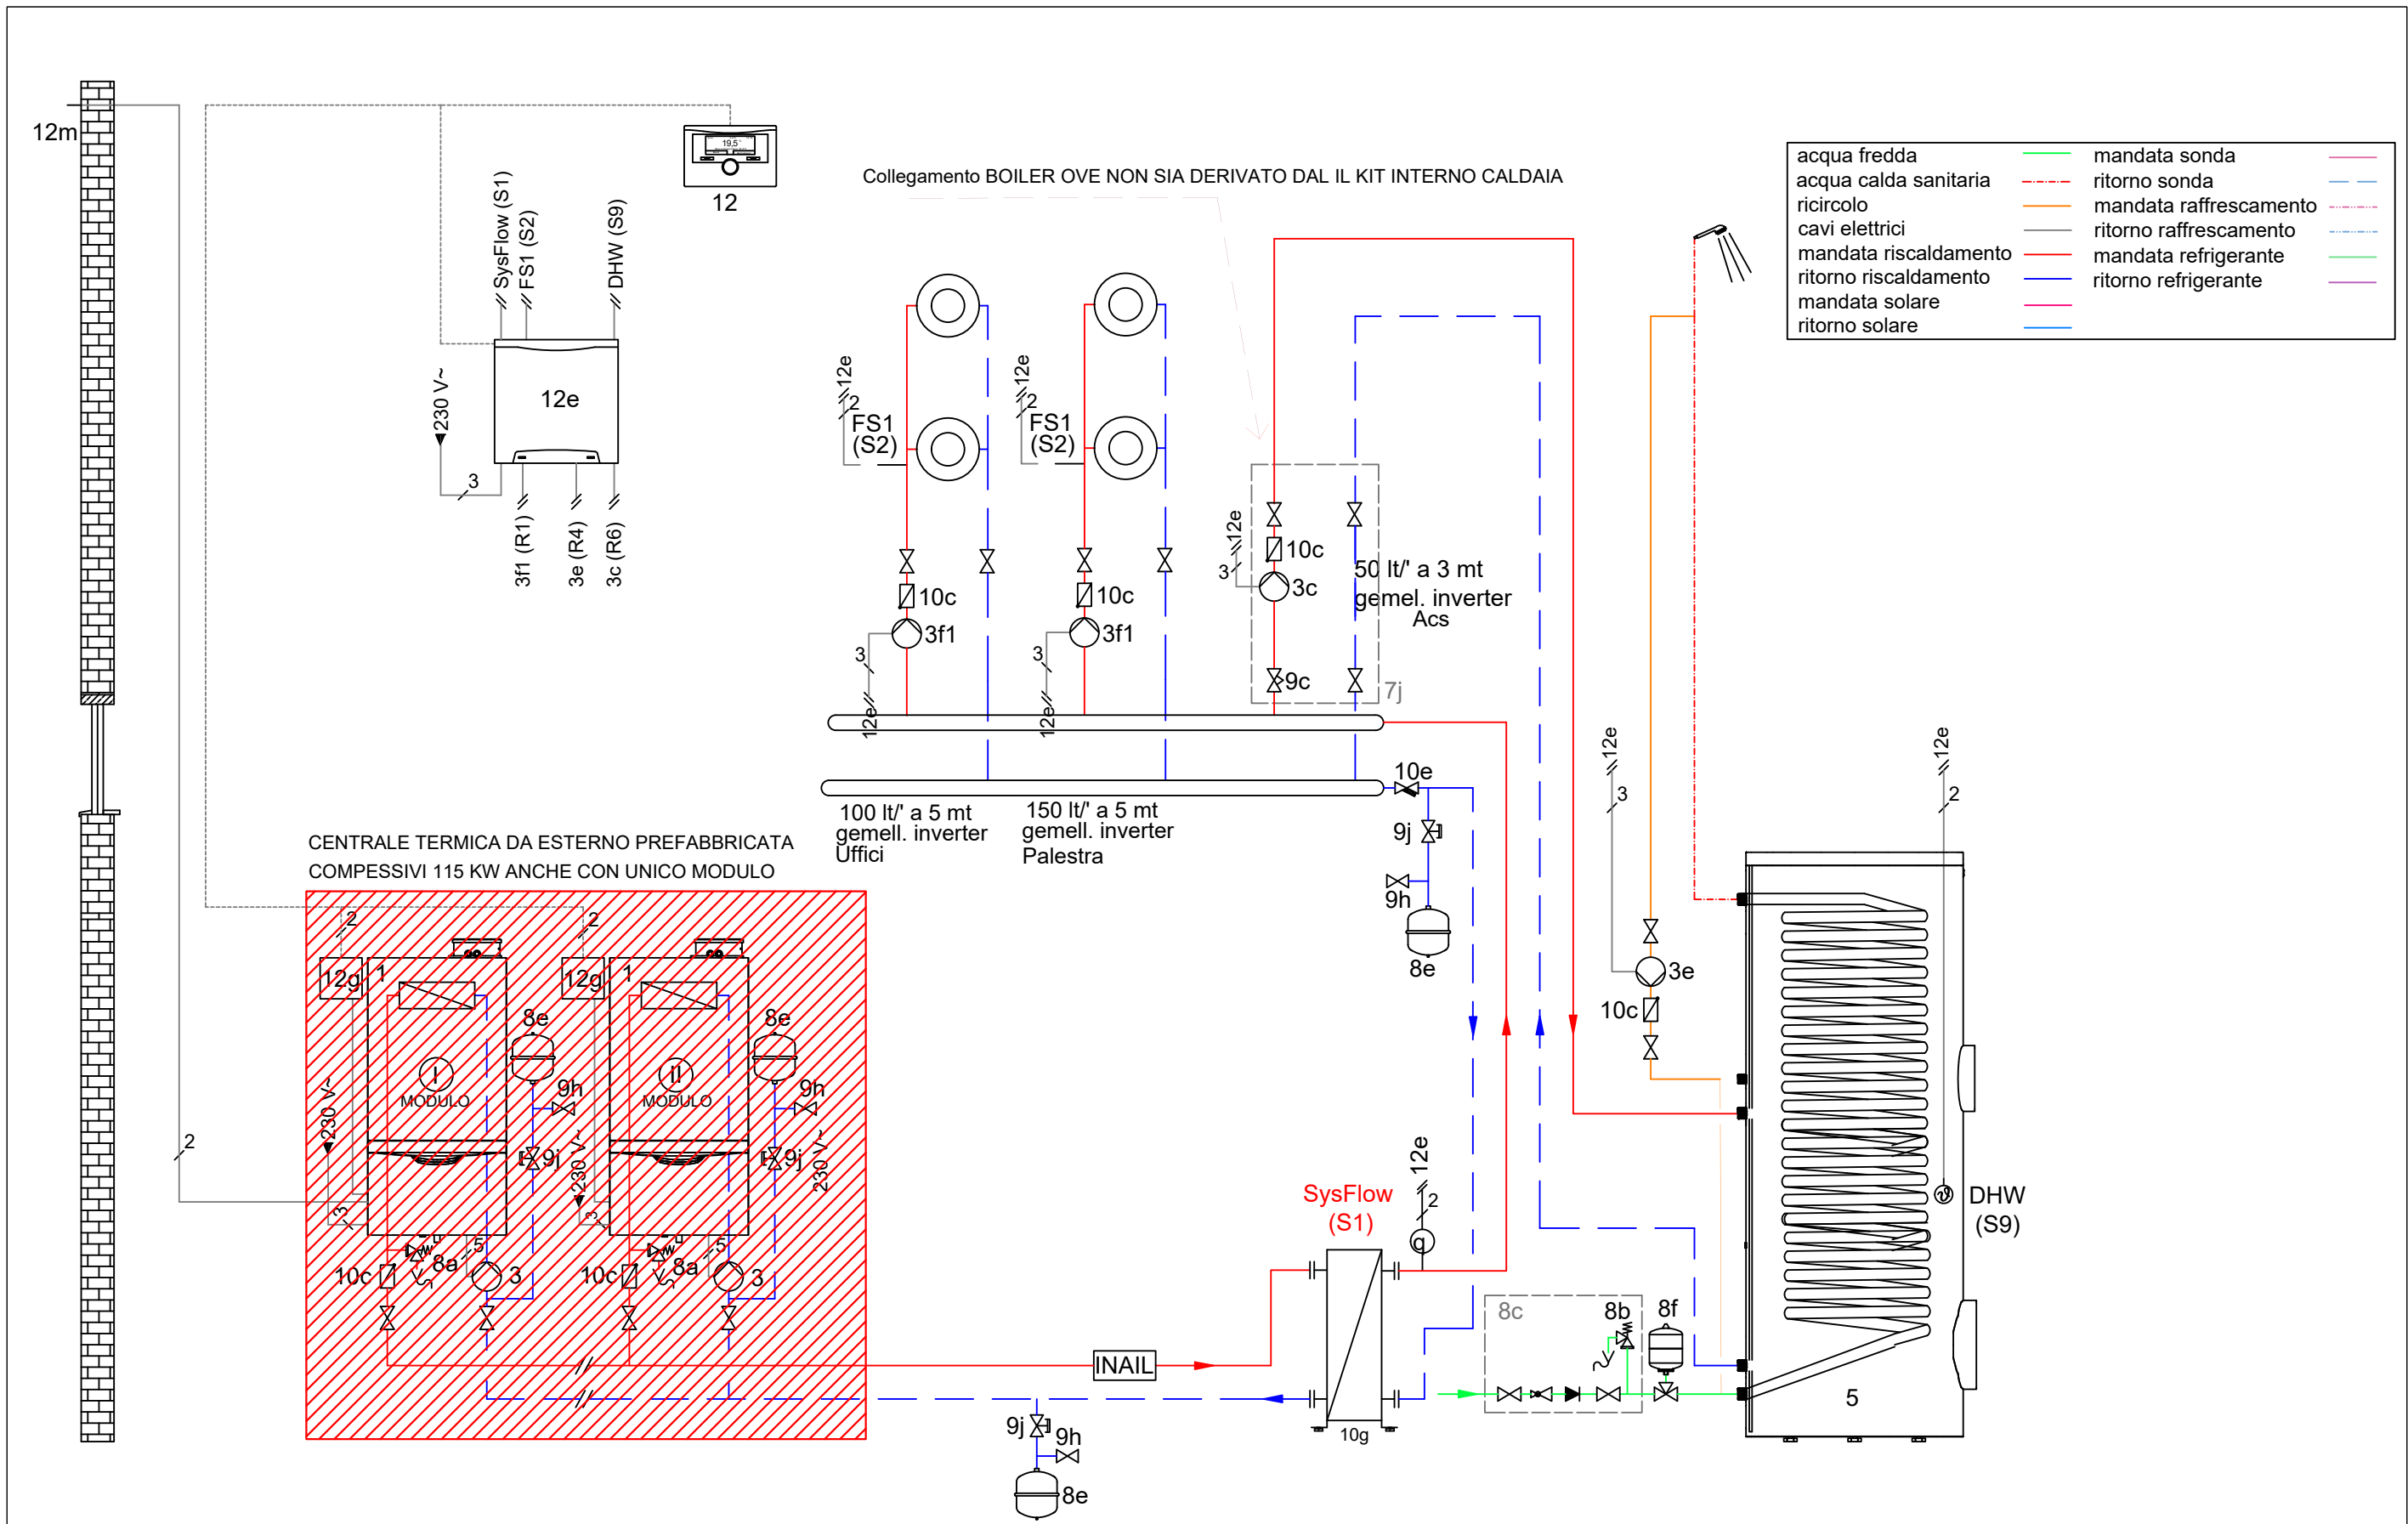 12m
19,5
12
Collegamento BOILER OVE NON SIA DERIVATO DAL IL KIT INTERNO CALDAIA
acqua fredda
acqua calda sanitaria
ricircolo
cavi elettrici
mandata riscaldamento
ritorno riscaldamento
mandata solare
ritorno solare
mandata sonda
ritorno sonda
mandata raffrescamento
ritorno raffrescamento
mandata refrigerante
ritorno refrigerante
SysFlow (S1)
FS1 (S2)
DHW (S9)
12e
230 V~
3
3f1 (R1)
3e (R4)
3c (R6)
12e
2
FS1
(S2)
10c
3f1
3
12e
12e
2
FS1
(S2)
10c
3f1
3
12e
12e
3
10c
3c
9c
7j
50 lt/' a 3 mt
gemel. inverter
Acs
100 lt/' a 5 mt
gemell. inverter
Uffici
150 lt/' a 5 mt
gemell. inverter
Palestra
10e
9j
9h
8e
12e
3
3e
10c
12e
2
DHW
(S9)
5
CENTRALE TERMICA DA ESTERNO PREFABBRICATA
COMPESSIVI 115 KW ANCHE CON UNICO MODULO
2
12g
1
I
MODULO
8e
9h
9j
230 V~
3
8a
5
10c
3
2
12g
1
II
MODULO
8e
9h
9j
230 V~
230 V~
3
8a
5
10c
3
2
INAIL
SysFlow
(S1)
12e
2
q
10g
9j
9h
8e
8c
8b
8f